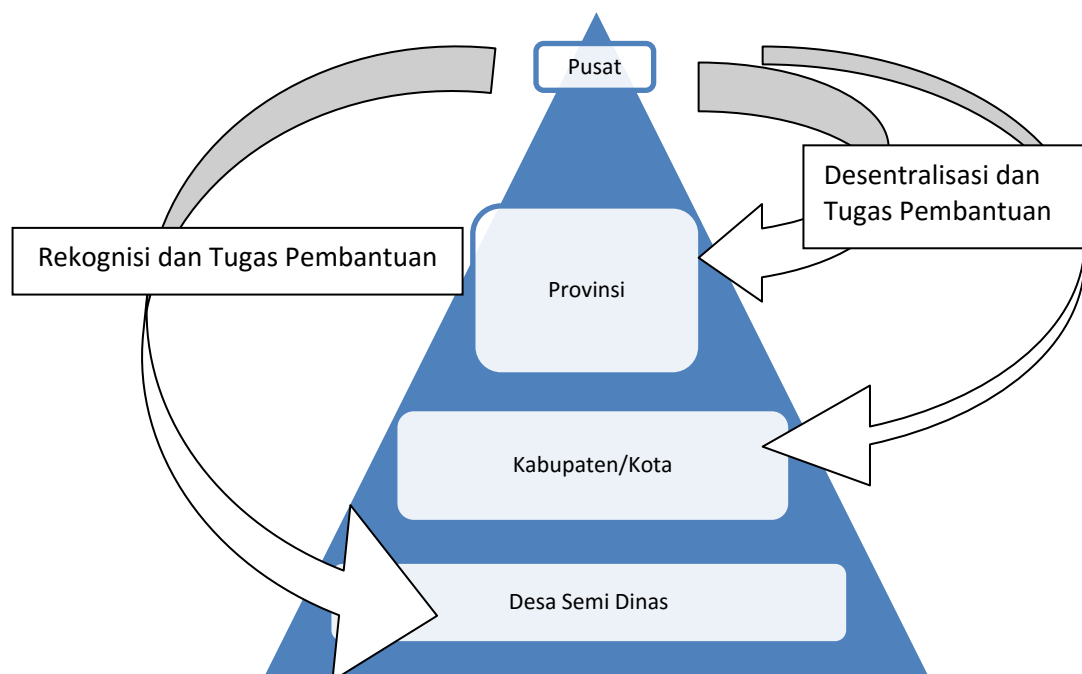 Pusat
Desentralisasi dan
Tugas Pembantuan
Rekognisi dan Tugas Pembantuan
Provinsi
Kabupaten/Kota
Desa Semi Dinas